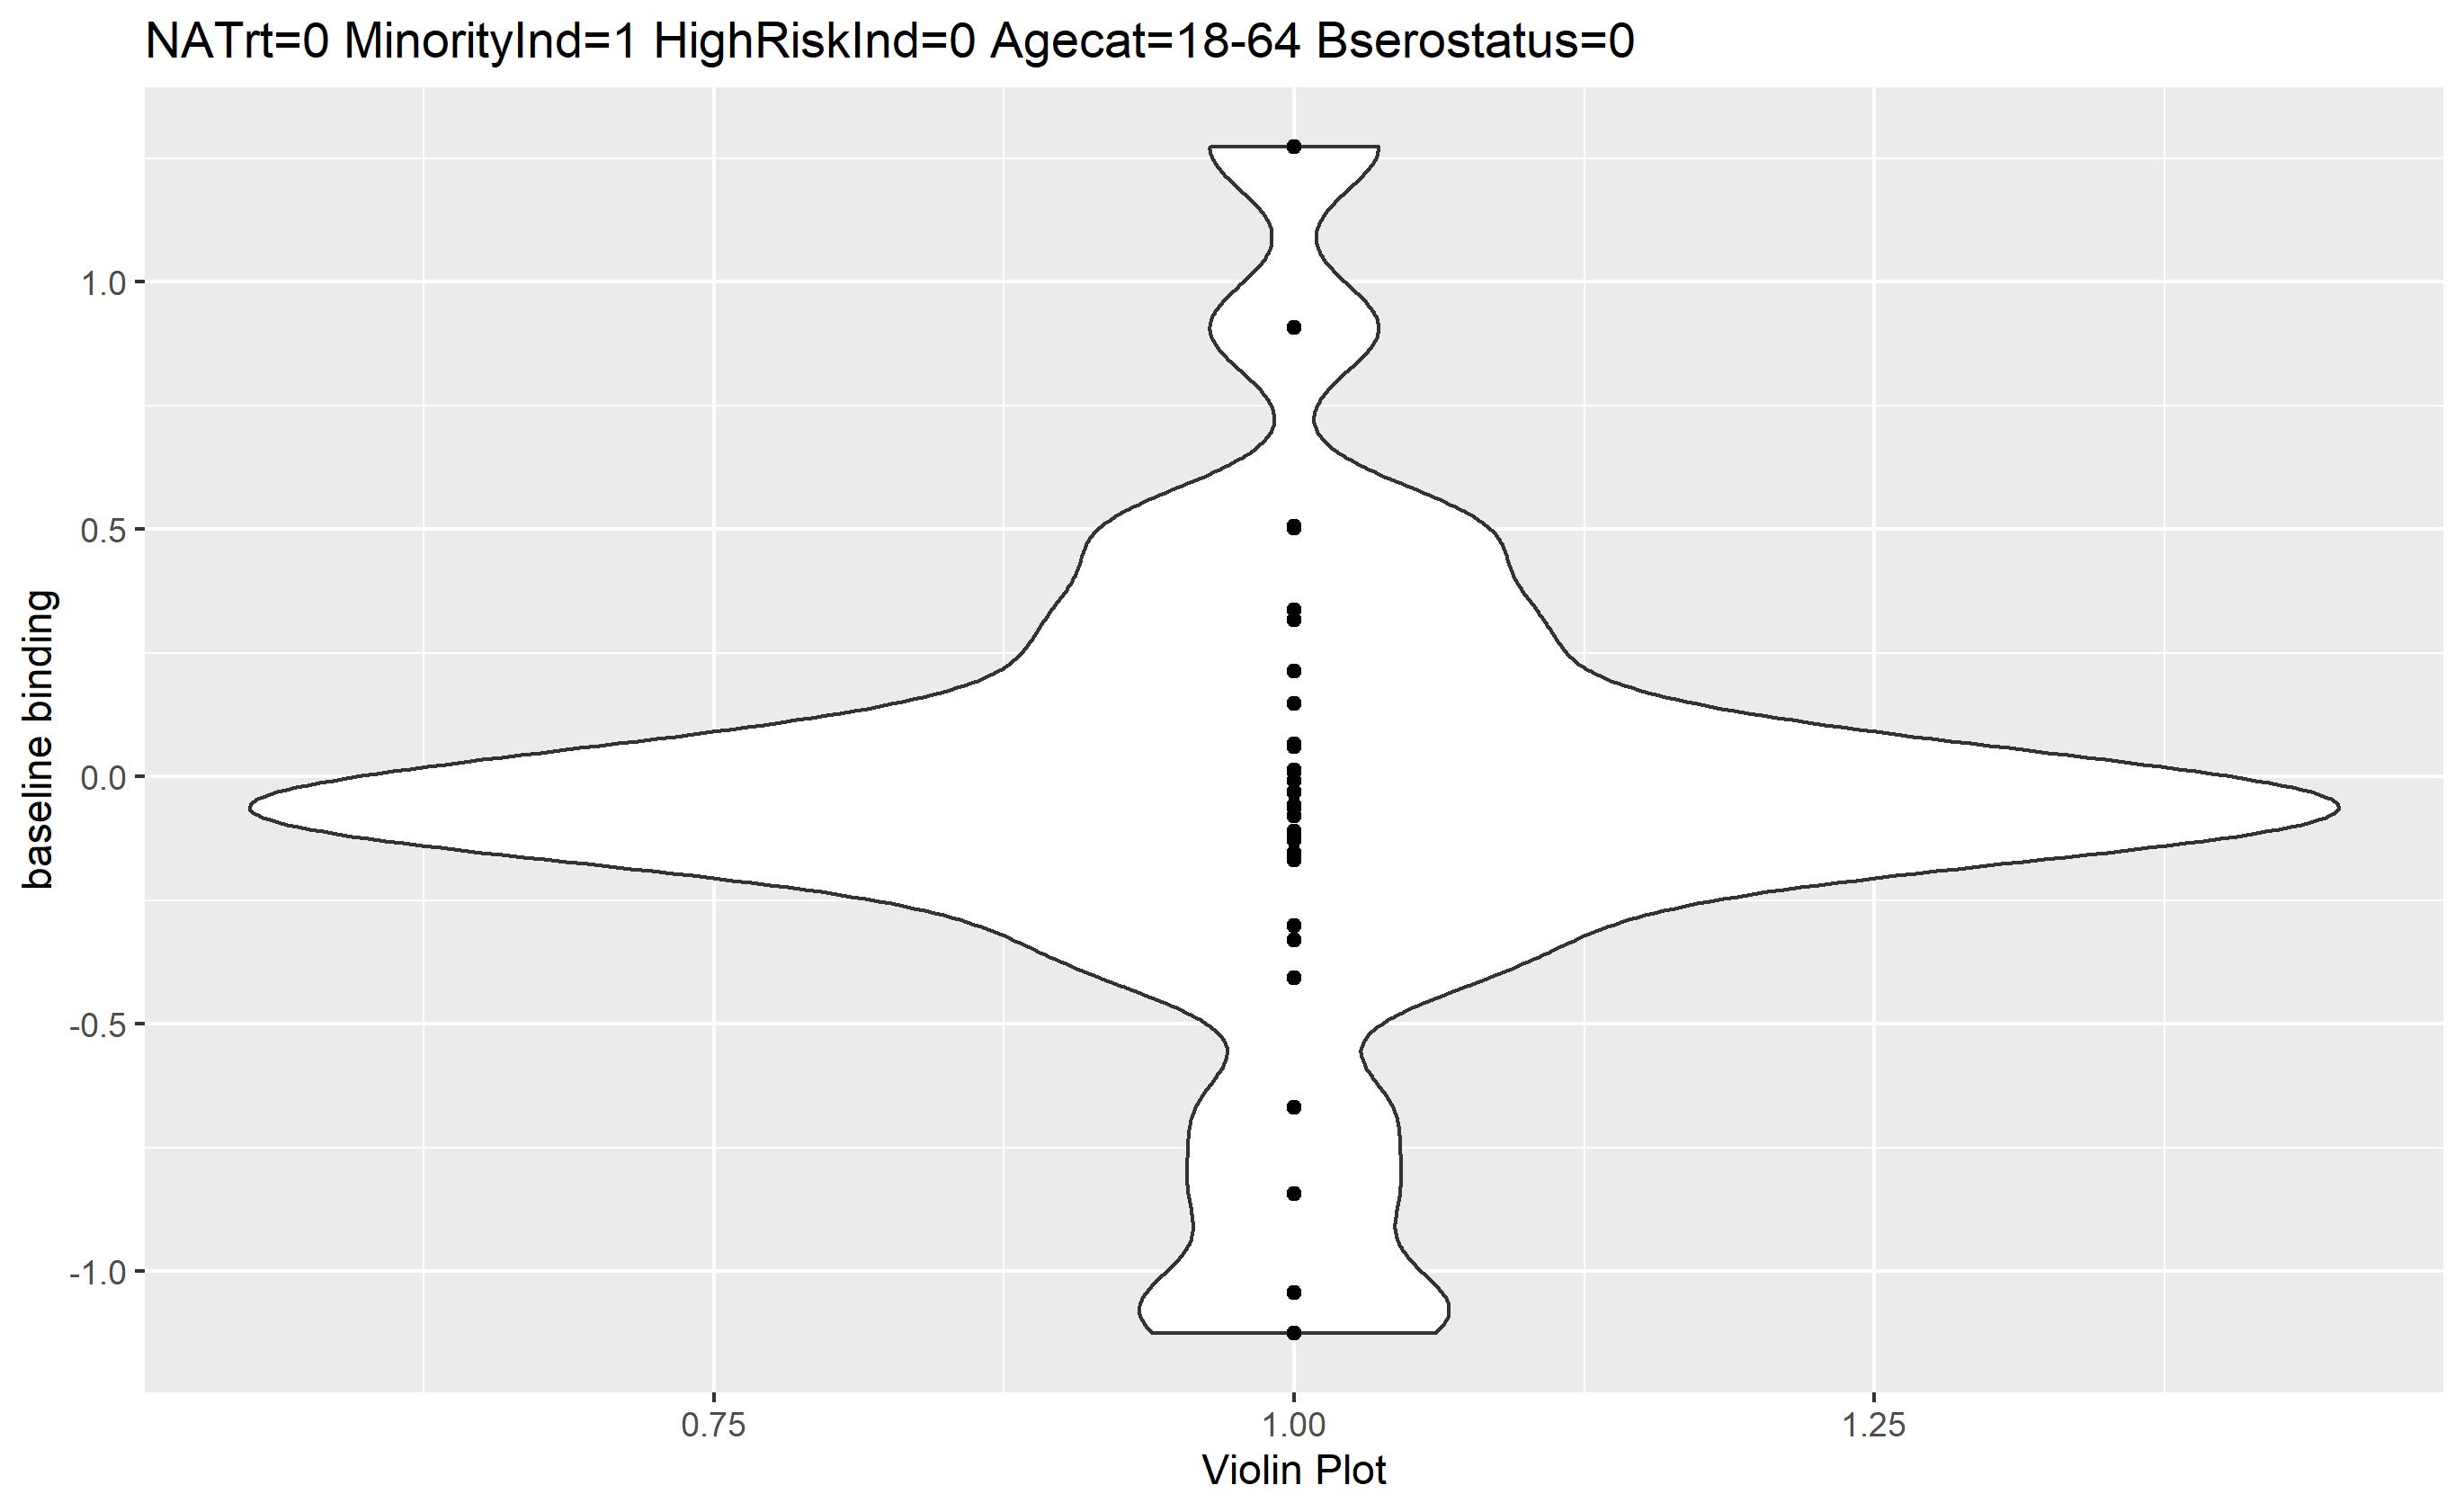 NATrt=0 MinorityInd=1 HighRiskInd=0 Agecat=18-64 Bserostatus=0
baseline binding
1.0
0.5
0.0
-0.5
-1.0
0.75 1.00 1.25
Violin Plot